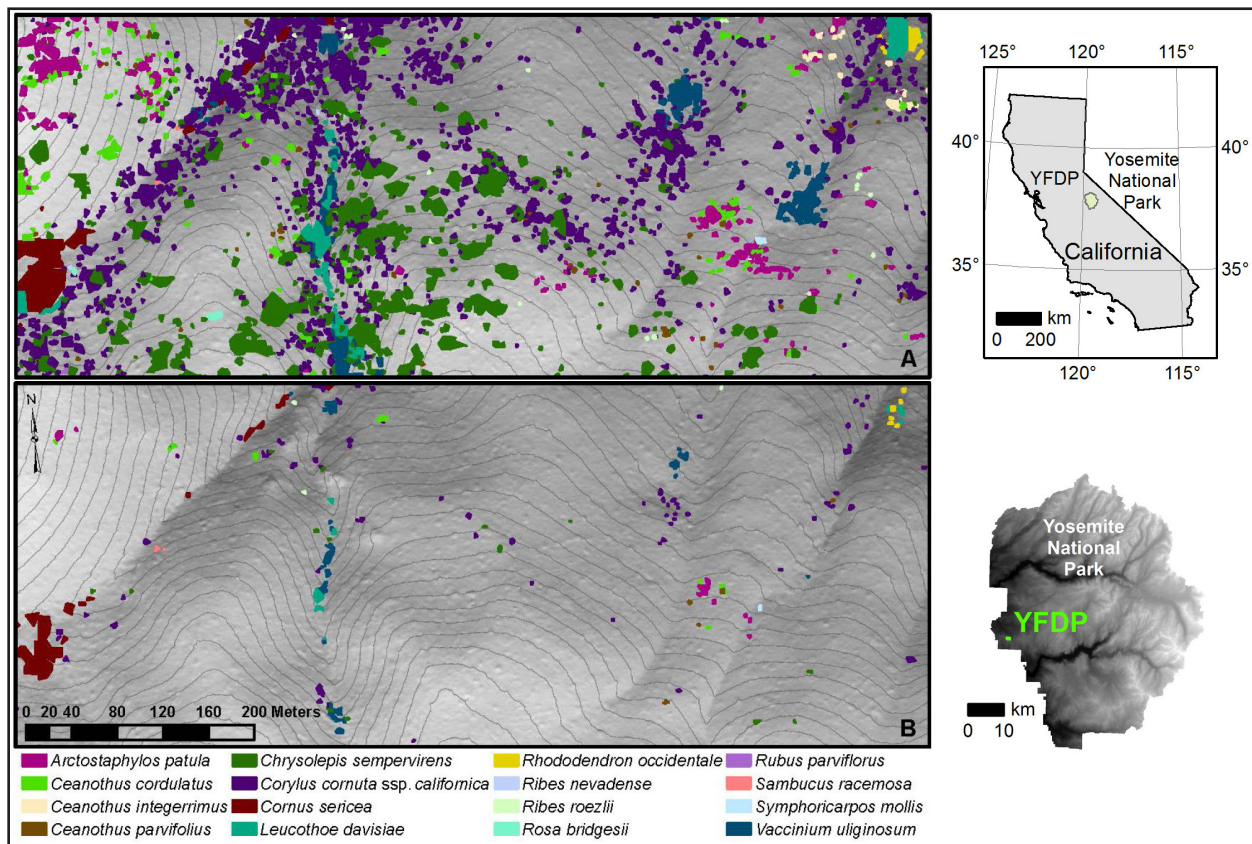 A
N
0 20 40 80 120 160 200 Meters
B
Arctostaphylos patula
Ceanothus cordulatus
Ceanothus integerrimus
Ceanothus parvifolius
Chrysolepis sempervirens
Corylus cornuta ssp. californica
Cornus sericea
Leucothoe davisiae
Rhododendron occidentale
Ribes nevadense
Ribes roezlii
Rosa bridgesii
Rubus parviflorus
Sambucus racemosa
Symphoricarpos mollis
Vaccinium uliginosum
125° 120° 115°
40° 40°
YFDP
Yosemite
National
Park
California
35° 35°
km
0 200
120° 115°
Yosemite
National
Park
YFDP
km
0 10